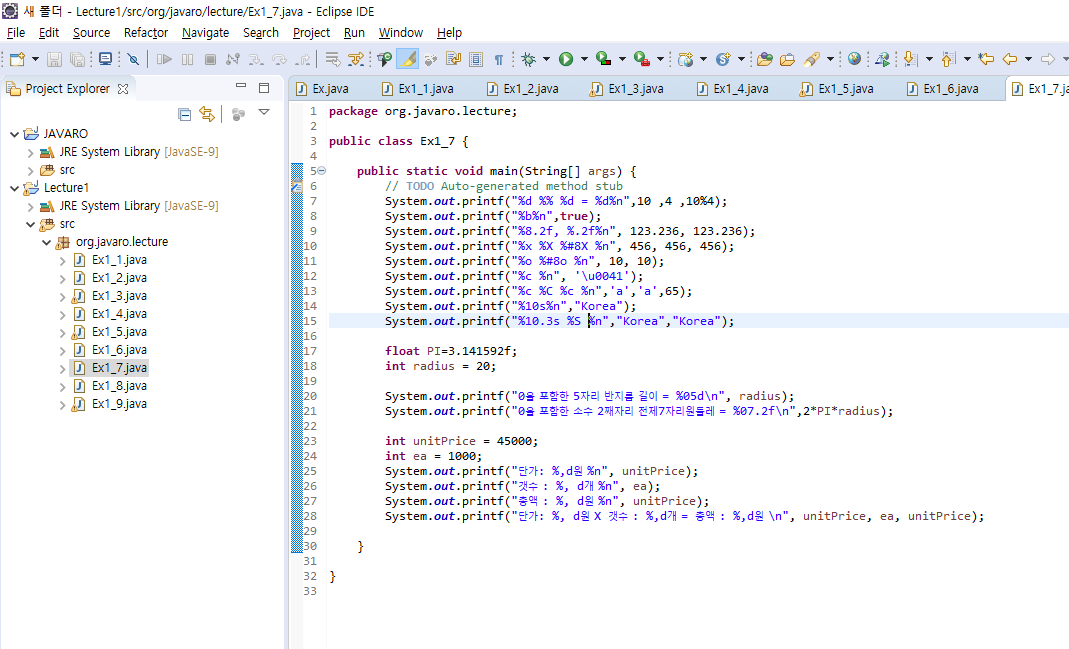 새 폴더 - Lecture1/src/org/javaro/lecture/Ex1_7.java - Eclipse IDE
File Edit Source Refactor Navigate Search Project Run Window Help
Project Explorer
Ex.java Ex1_1.java Ex1_2.java Ex1_3.java Ex1_4.java Ex1_5.java Ex1_6.java Ex1_7.ja
JAVARO
JRE System Library [JavaSE-9]
src
Lecture1
JRE System Library [JavaSE-9]
src
org.javaro.lecture
Ex1_1.java
Ex1_2.java
Ex1_3.java
Ex1_4.java
Ex1_5.java
Ex1_6.java
Ex1_7.java
Ex1_8.java
Ex1_9.java
1 package org.javaro.lecture;
2
3 public class Ex1_7 {
4
5 public static void main(String[] args) {
6 // TODO Auto-generated method stub
7 System.out.printf("%d %% %d = %d%n",10 ,4 ,10%4);
8 System.out.printf("%b%n",true);
9 System.out.printf("%8.2f, %.2f%n", 123.236, 123.236);
10 System.out.printf("%x %X %#8X %n", 456, 456, 456);
11 System.out.printf("%o %#8o %n", 10, 10);
12 System.out.printf("%c %n", '\u0041');
13 System.out.printf("%c %C %c %n",'a','a',65);
14 System.out.printf("%10s%n","Korea");
15 System.out.printf("%10.3s %S %n","Korea","Korea");
16
17 float PI=3.141592f;
18 int radius = 20;
19
20 System.out.printf("0을 포함한 5자리 반지름 길이 = %05d\n", radius);
21 System.out.printf("0을 포함한 소수 2째자리 전체7자리원둘레 = %07.2f\n",2*PI*radius);
22
23 int unitPrice = 45000;
24 int ea = 1000;
25 System.out.printf("단가: %,d원 %n", unitPrice);
26 System.out.printf("갯수 : %, d개 %n", ea);
27 System.out.printf("총액 : %, d원 %n", unitPrice);
28 System.out.printf("단가: %, d원 X 갯수 : %,d개 = 총액 : %,d원 \n", unitPrice, ea, unitPrice);
29
30 }
31
32 }
33